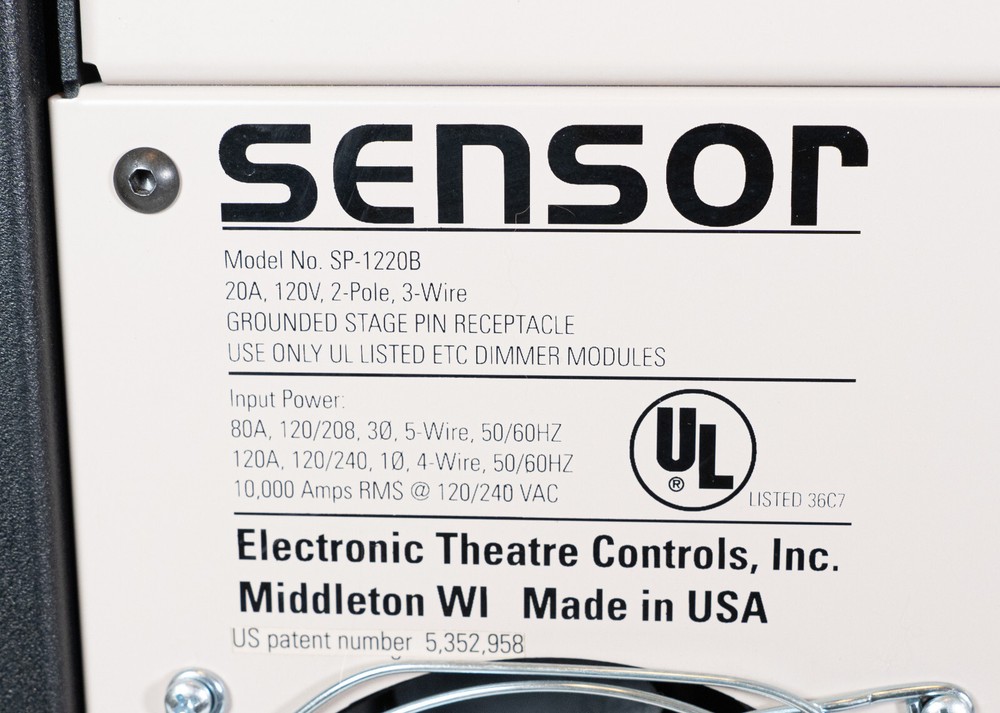 SENSOR
Model No. SP-1220B
20A, 120V, 2-Pole, 3-Wire
GROUNDED STAGE PIN RECEPTACLE
USE ONLY UL LISTED ETC DIMMER MODULES
Input Power:
80A, 120/208, 3Ø, 5-Wire, 50/60HZ
120A, 120/240, 1Ø, 4-Wire, 50/60HZ
10,000 Amps RMS @ 120/240 VAC
UL ® LISTED 36C7
Electronic Theatre Controls, Inc.
Middleton WI Made in USA
US patent number 5,352,958